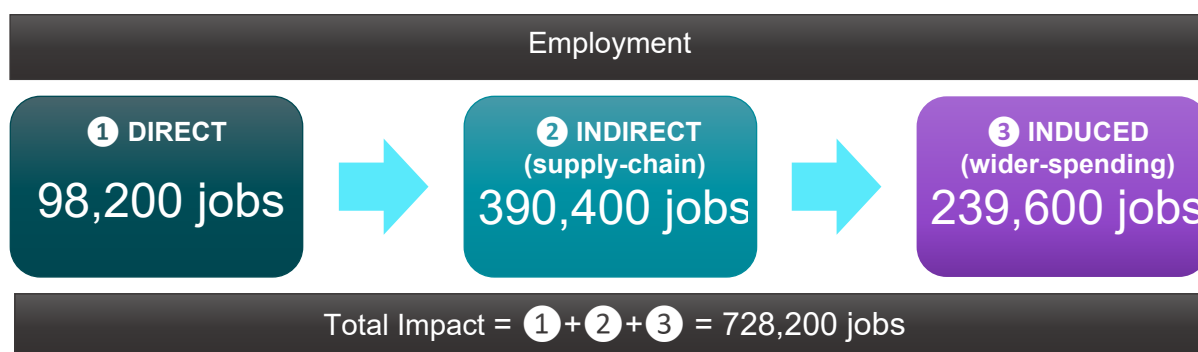 Employment
❶ DIRECT
98,200 jobs
❷ INDIRECT
(supply-chain)
390,400 jobs
❸ INDUCED
(wider-spending)
239,600 jobs
Total Impact = ❶+❷+❸ = 728,200 jobs